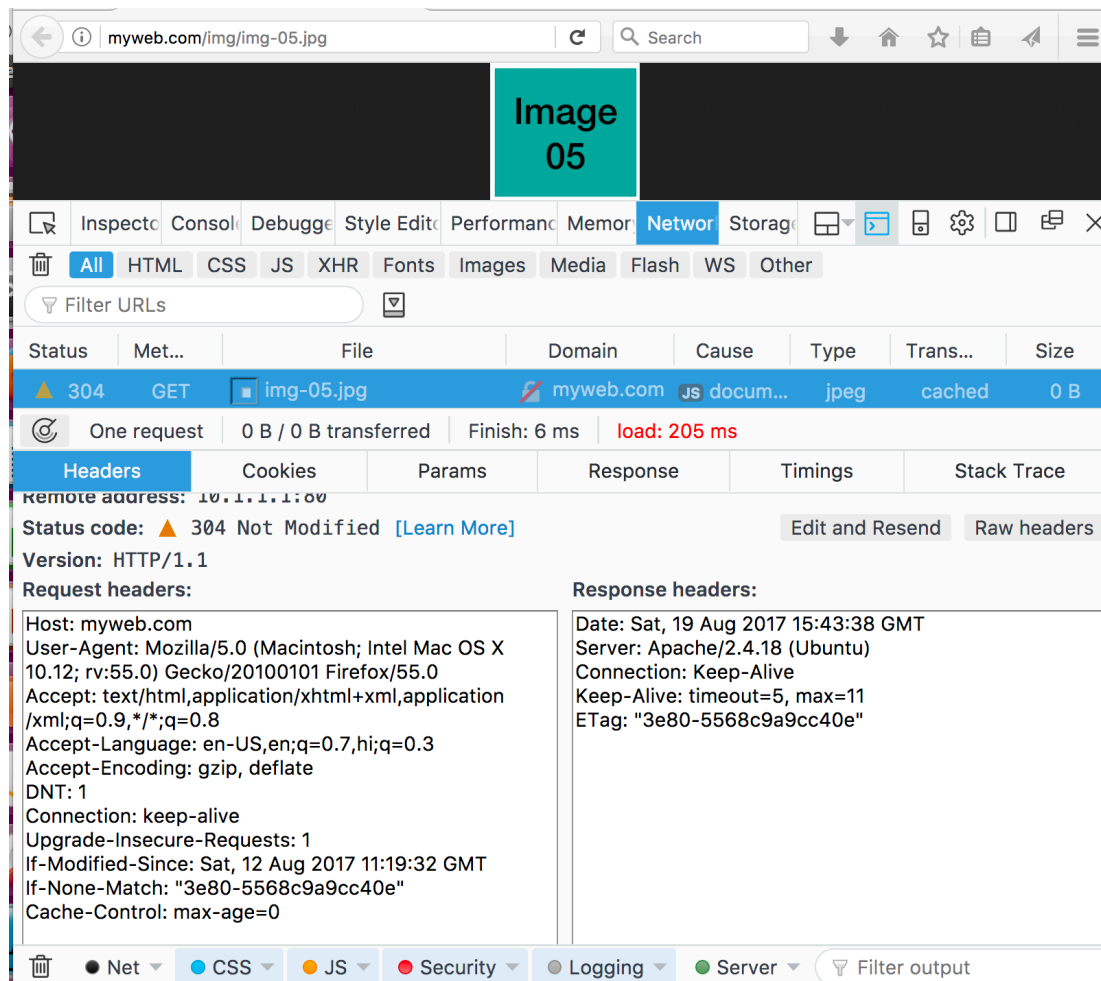 myweb.com/img/img-05.jpg Search
Image
05
Inspecto Console Debugge Style Edito Performanc Memor Networ Storage
All HTML CSS JS XHR Fonts Images Media Flash WS Other
Filter URLs
Status Met... File Domain Cause Type Trans... Size
304 GET img-05.jpg myweb.com JS docum... jpeg cached 0 B
One request 0 B / 0 B transferred Finish: 6 ms load: 205 ms
Headers Cookies Params Response Timings Stack Trace
Remote address: 10.1.1.1:80
Status code: 304 Not Modified [Learn More] Edit and Resend Raw headers
Version: HTTP/1.1
Request headers:
Host: myweb.com
User-Agent: Mozilla/5.0 (Macintosh; Intel Mac OS X
10.12; rv:55.0) Gecko/20100101 Firefox/55.0
Accept: text/html,application/xhtml+xml,application
/xml;q=0.9,*/*;q=0.8
Accept-Language: en-US,en;q=0.7,hi;q=0.3
Accept-Encoding: gzip, deflate
DNT: 1
Connection: keep-alive
Upgrade-Insecure-Requests: 1
If-Modified-Since: Sat, 12 Aug 2017 11:19:32 GMT
If-None-Match: "3e80-5568c9a9cc40e"
Cache-Control: max-age=0
Response headers:
Date: Sat, 19 Aug 2017 15:43:38 GMT
Server: Apache/2.4.18 (Ubuntu)
Connection: Keep-Alive
Keep-Alive: timeout=5, max=11
ETag: "3e80-5568c9a9cc40e"
Net CSS JS Security Logging Server Filter output